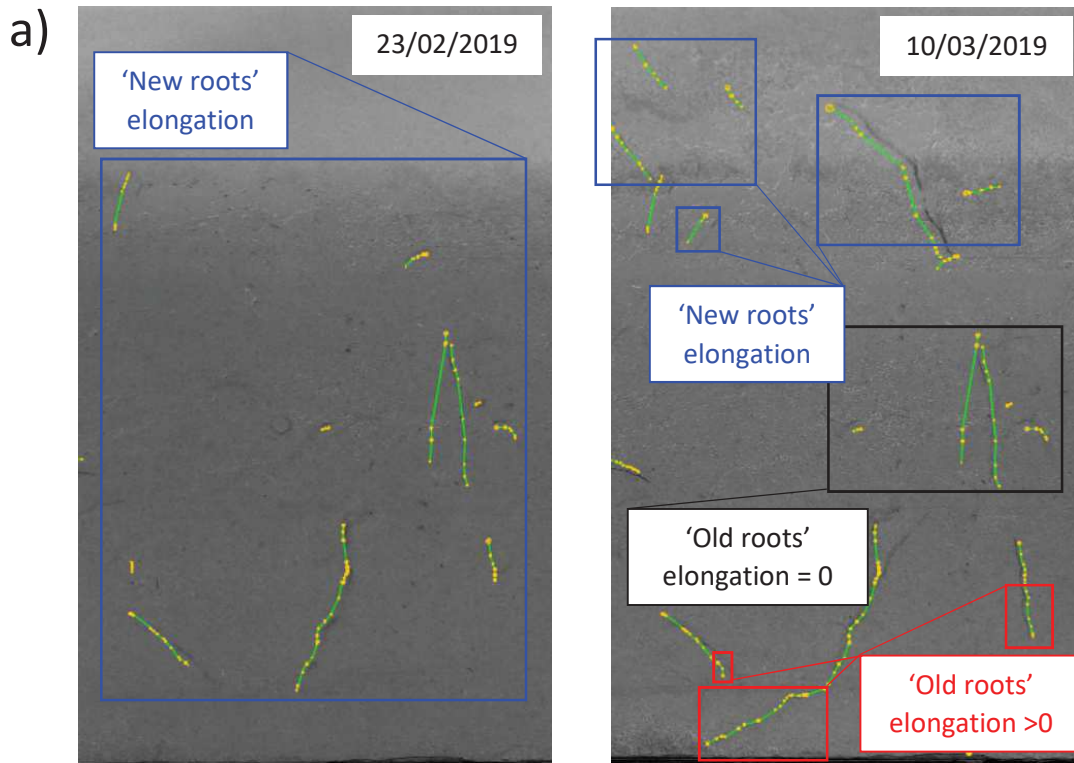 a)
23/02/2019
‘New roots’
elongation
10/03/2019
‘New roots’
elongation
‘Old roots’
elongation = 0
‘Old roots’
elongation >0